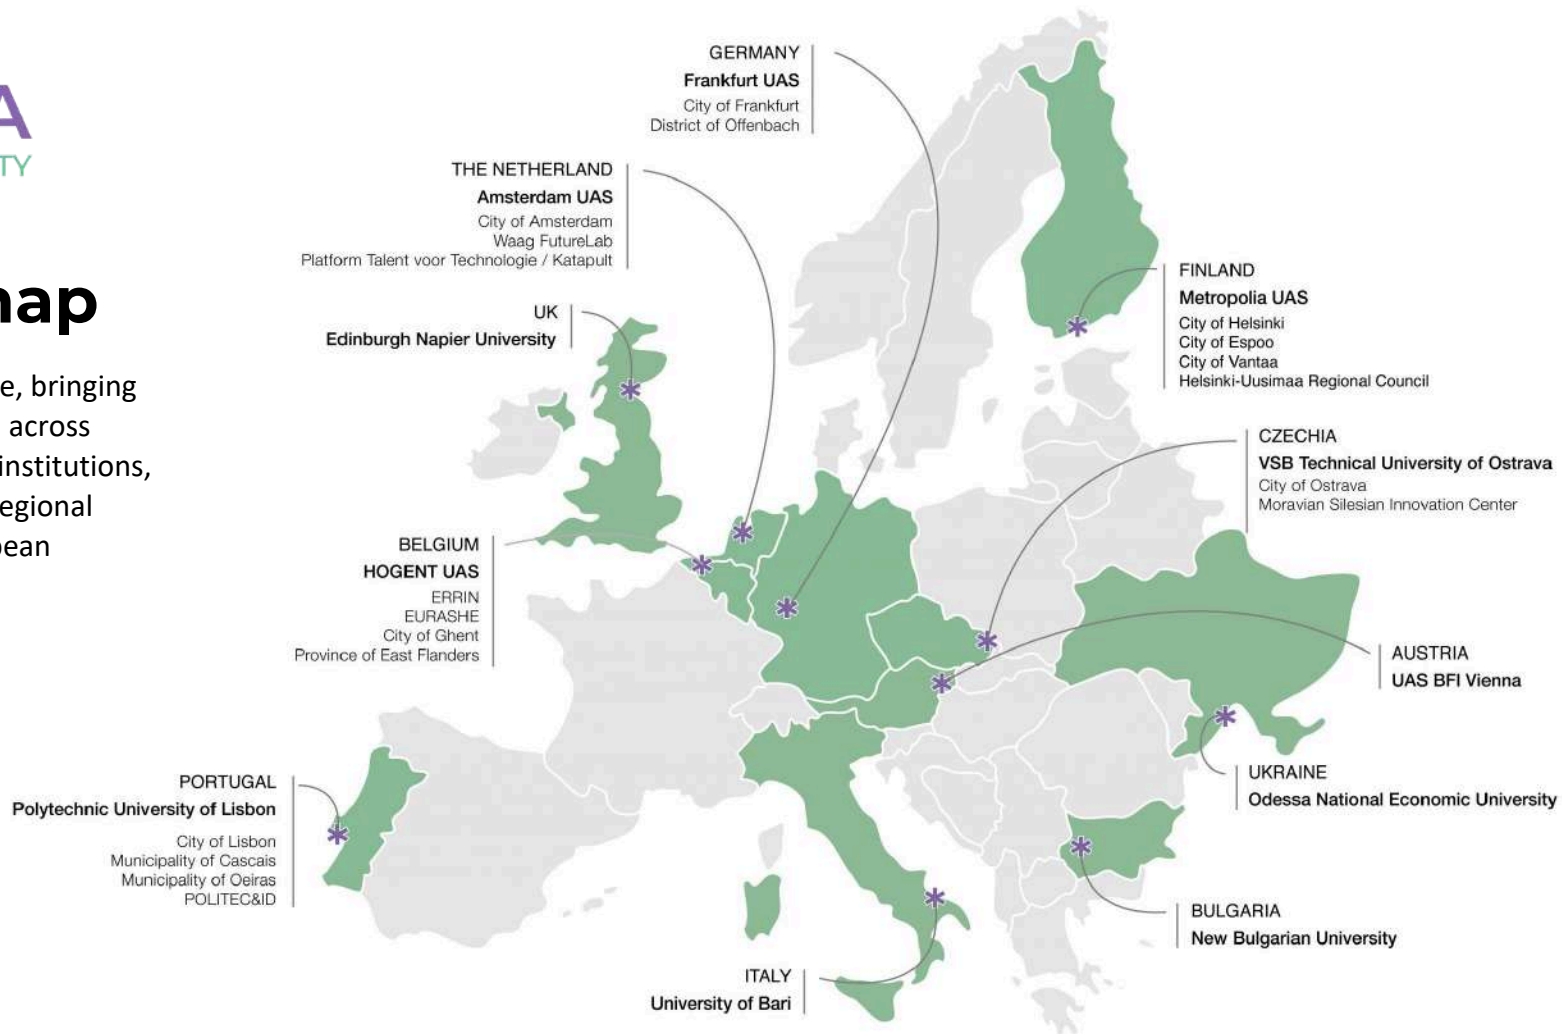 A
TY
map
e, bringing
across
institutions,
egional
pean
GERMANY
Frankfurt UAS
City of Frankfurt
District of Offenbach
THE NETHERLAND
Amsterdam UAS
City of Amsterdam
Waag FutureLab
Platform Talent voor Technologie / Katapult
UK
Edinburgh Napier University
BELGIUM
HOGENT UAS
ERRIN
EURASHE
City of Ghent
Province of East Flanders
PORTUGAL
Polytechnic University of Lisbon
City of Lisbon
Municipality of Cascais
Municipality of Oeiras
POLITEC&ID
ITALY
University of Bari
FINLAND
Metropolia UAS
City of Helsinki
City of Espoo
City of Vantaa
Helsinki-Uusimaa Regional Council
CZECHIA
VSB Technical University of Ostrava
City of Ostrava
Moravian Silesian Innovation Center
AUSTRIA
UAS BFI Vienna
UKRAINE
Odessa National Economic University
BULGARIA
New Bulgarian University